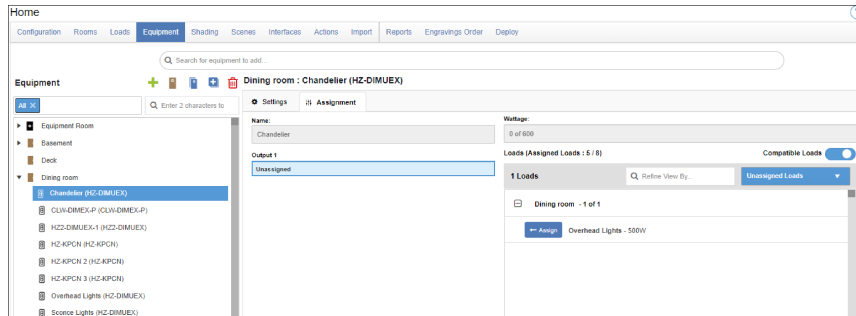 Home
Configuration Rooms Loads Equipment Shading Scenes Interfaces Actions Import Reports Engravings Order Deploy
Search for equipment to add...
Equipment
Dining room : Chandelier (HZ-DIMUEX)
All X
Enter 2 characters to
Settings
Assignment
Equipment Room
Basement
Deck
Dining room
Chandelier (HZ-DIMUEX)
CLW-DIMEX-P (CLW-DIMEX-P)
HZ2-DIMUEX-1 (HZ2-DIMUEX)
HZ-KPCN (HZ-KPCN)
HZ-KPCN 2 (HZ-KPCN)
HZ-KPCN 3 (HZ-KPCN)
Overhead Lights (HZ-DIMUEX)
Sconce Lights (HZ-DIMUEX)
Name:
Chandelier
Output 1
Unassigned
Wattage:
0 of 600
Loads (Assigned Loads : 5 / 8)
Compatible Loads
1 Loads
Refine View By...
Unassigned Loads
Dining room - 1 of 1
Assign
Overhead Lights - 500W